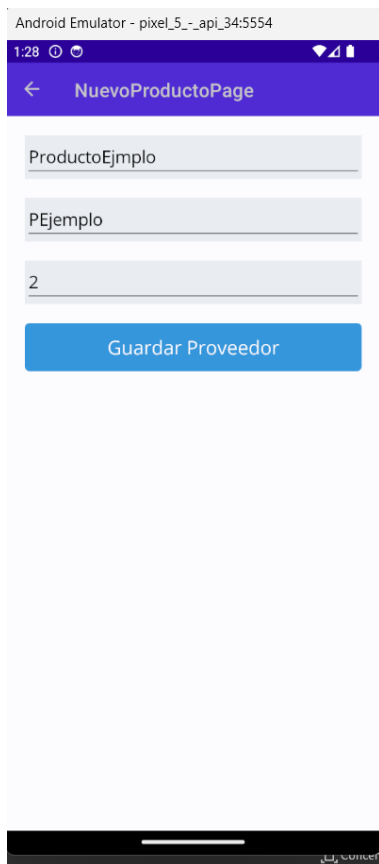 Android Emulator - pixel_5_-_api_34:5554
1:28
NuevoProductoPage
ProductoEjmplo
PEjemplo
2
Guardar Proveedor